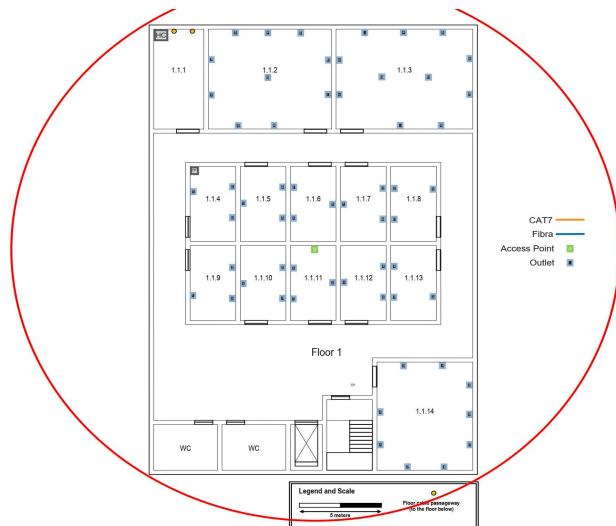 HC
1.1.1
1.1.2
1.1.3
1.1.4
1.1.5
1.1.6
1.1.7
1.1.8
CAT7
Fibra
Access Point
Outlet
1.1.9
1.1.10
1.1.11
1.1.12
1.1.13
Floor 1
CP
1.1.14
WC
WC
Legend and Scale
5 meters
Floor cable passageway
(to the floor below)